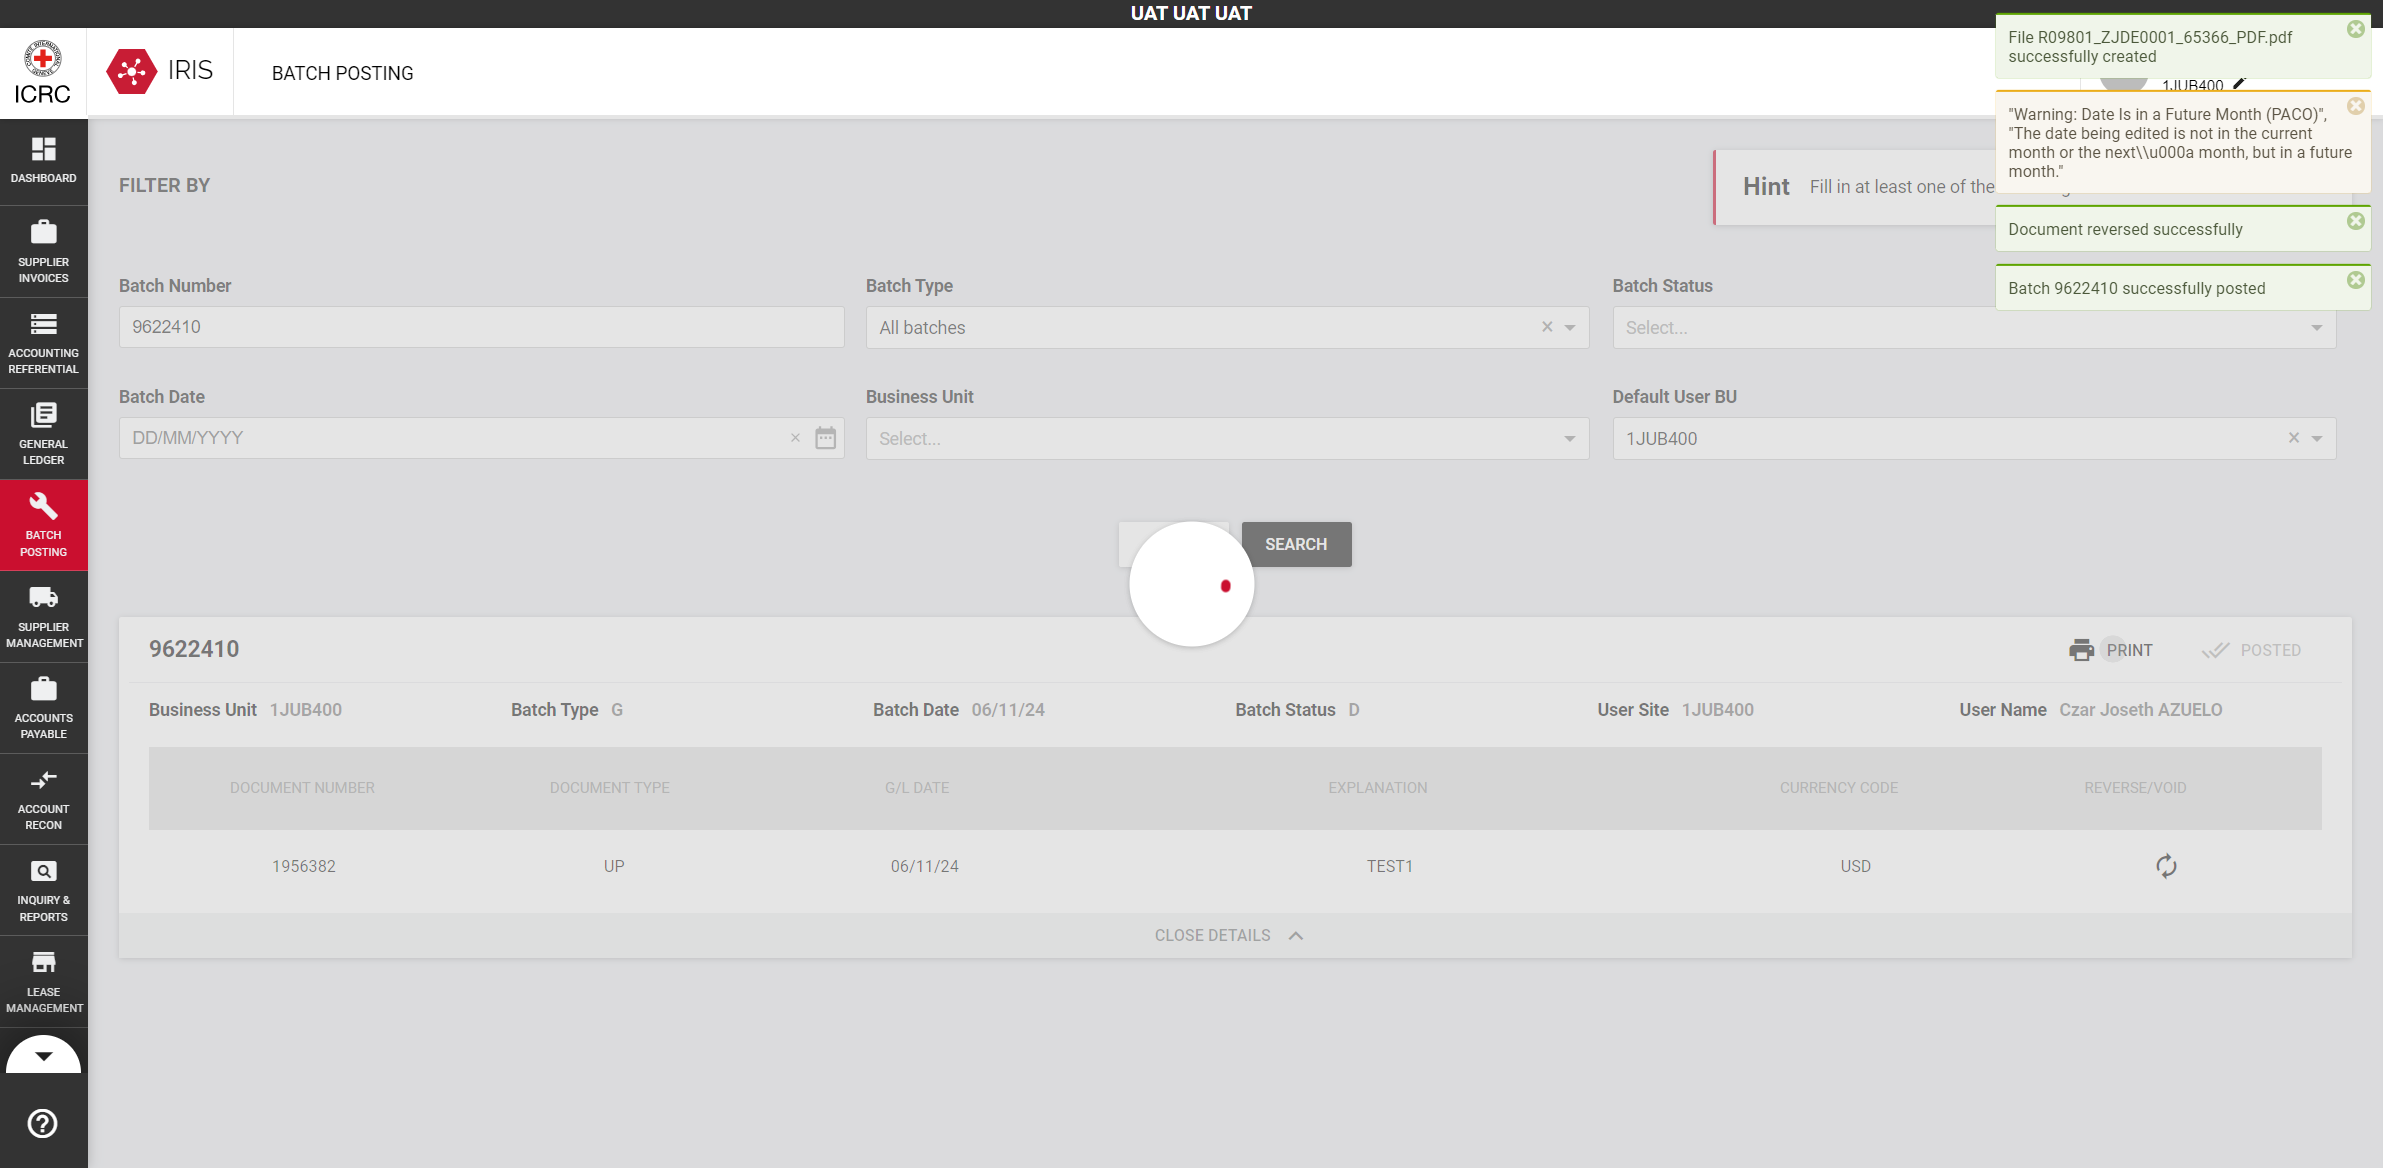 UAT UAT UAT
ICRC
IRIS
BATCH POSTING
1JUB400
File R09801_ZJDE0001_65366_PDF.pdf
successfully created
"Warning: Date Is in a Future Month (PACO)",
"The date being edited is not in the current
month or the next\\u000a month, but in a future
month."
Document reversed successfully
Batch 9622410 successfully posted
DASHBOARD
SUPPLIER
INVOICES
ACCOUNTING
REFERENTIAL
GENERAL
LEDGER
BATCH
POSTING
SUPPLIER
MANAGEMENT
ACCOUNTS
PAYABLE
ACCOUNT
RECON
INQUIRY &
REPORTS
LEASE
MANAGEMENT
FILTER BY
Hint Fill in at least one of the
Batch Number
9622410
Batch Type
All batches
Batch Status
Select...
Batch Date
DD/MM/YYYY
Business Unit
Select...
Default User BU
1JUB400
SEARCH
9622410
PRINT
POSTED
Business Unit 1JUB400
Batch Type G
Batch Date 06/11/24
Batch Status D
User Site 1JUB400
User Name Czar Joseth AZUELO
DOCUMENT NUMBER DOCUMENT TYPE G/L DATE EXPLANATION CURRENCY CODE REVERSE/VOID
1956382 UP 06/11/24 TEST1 USD
CLOSE DETAILS